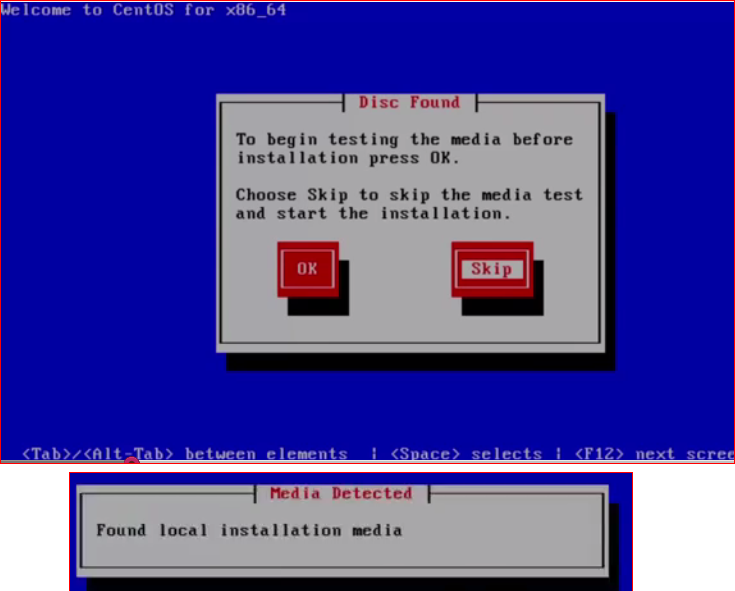 Welcome to CentOS for x86_64
Disc Found
To begin testing the media before
installation press OK.
Choose Skip to skip the media test
and start the installation.
OK Skip
<Tab>/<Alt-Tab> between elements | <Space> selects | <F12> next scree
Media Detected
Found local installation media